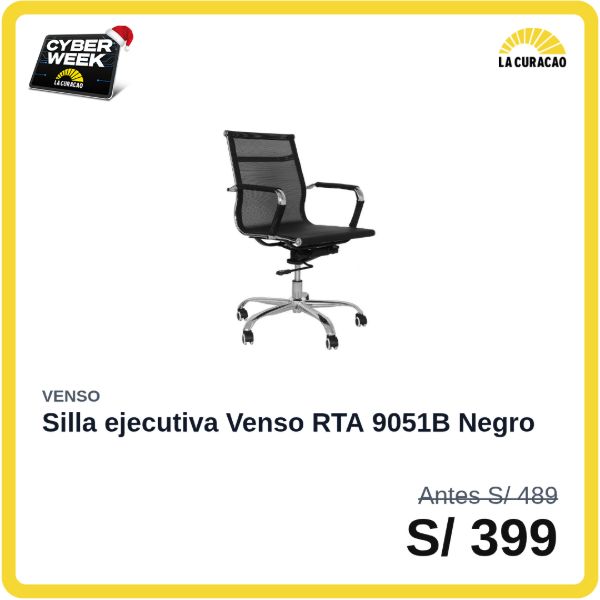 CYBER
WEEK
LA CURACAO
LA CURACAO
VENSO
Silla ejecutiva Venso RTA 9051B Negro
Antes S/ 489
S/ 399